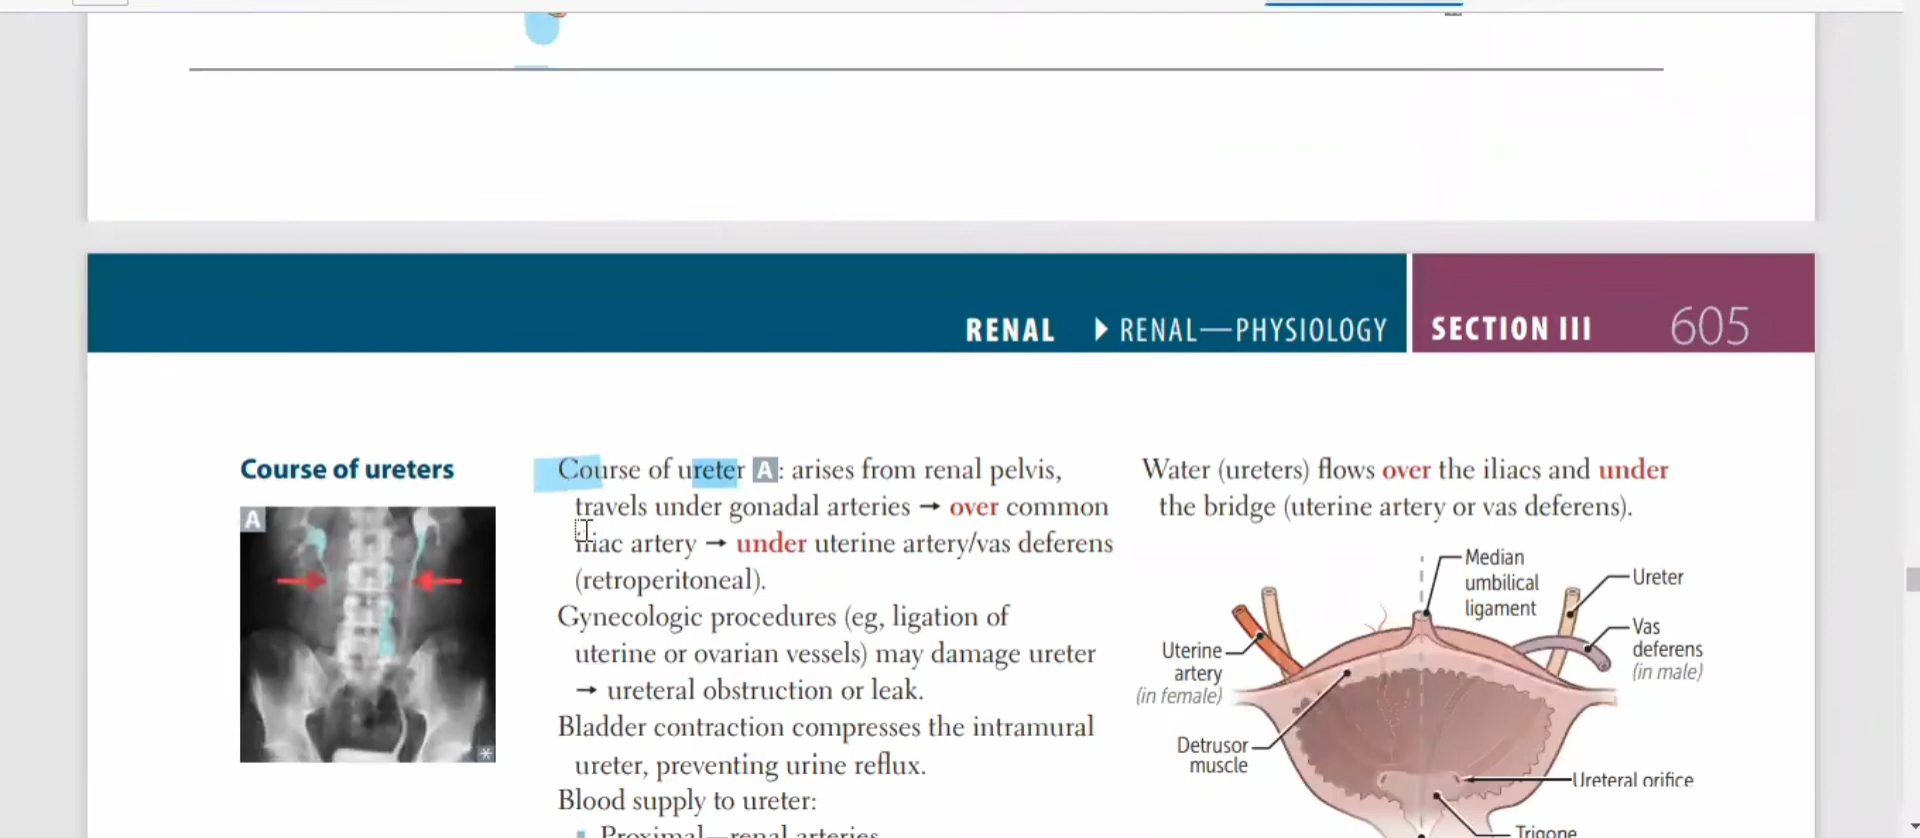 RENAL ▶ RENAL—PHYSIOLOGY SECTION III 605
Course of ureters
A
Course of ureter A: arises from renal pelvis,
travels under gonadal arteries → over common
iliac artery → under uterine artery/vas deferens
(retroperitoneal).
Gynecologic procedures (eg, ligation of
uterine or ovarian vessels) may damage ureter
→ ureteral obstruction or leak.
Bladder contraction compresses the intramural
ureter, preventing urine reflux.
Blood supply to ureter:
Proximal—renal arteries
Water (ureters) flows over the iliacs and under
the bridge (uterine artery or vas deferens).
Median
umbilical
ligament
Ureter
Uterine
artery
(in female)
Vas
deferens
(in male)
Detrusor
muscle
Ureteral orifice
Trigone